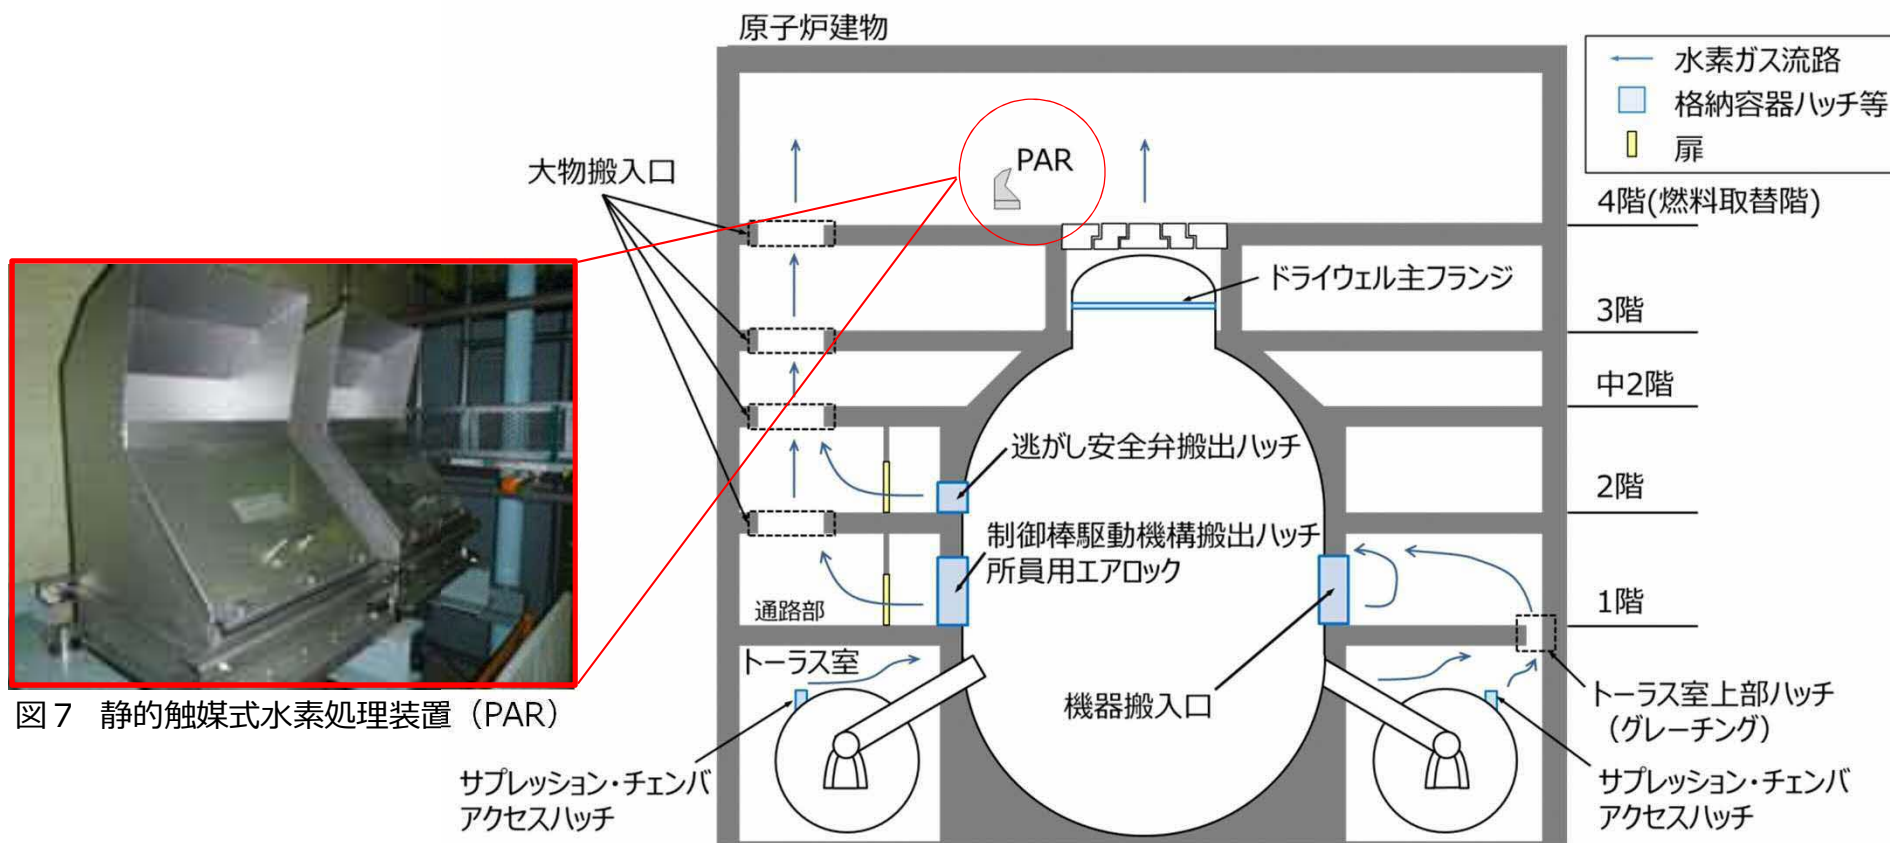 原子炉建物
水素ガス流路
格納容器ハッチ等
扉
大物搬入口
PAR
4階(燃料取替階)
ドライウェル主フランジ
3階
中2階
逃がし安全弁搬出ハッチ
2階
制御棒駆動機構搬出ハッチ
所員用エアロック
通路部
1階
トーラス室
機器搬入口
トーラス室上部ハッチ
(グレーチング)
図7 静的触媒式水素処理装置(PAR)
サプレッション・チェンバ
アクセスハッチ
サプレッション・チェンバ
アクセスハッチ